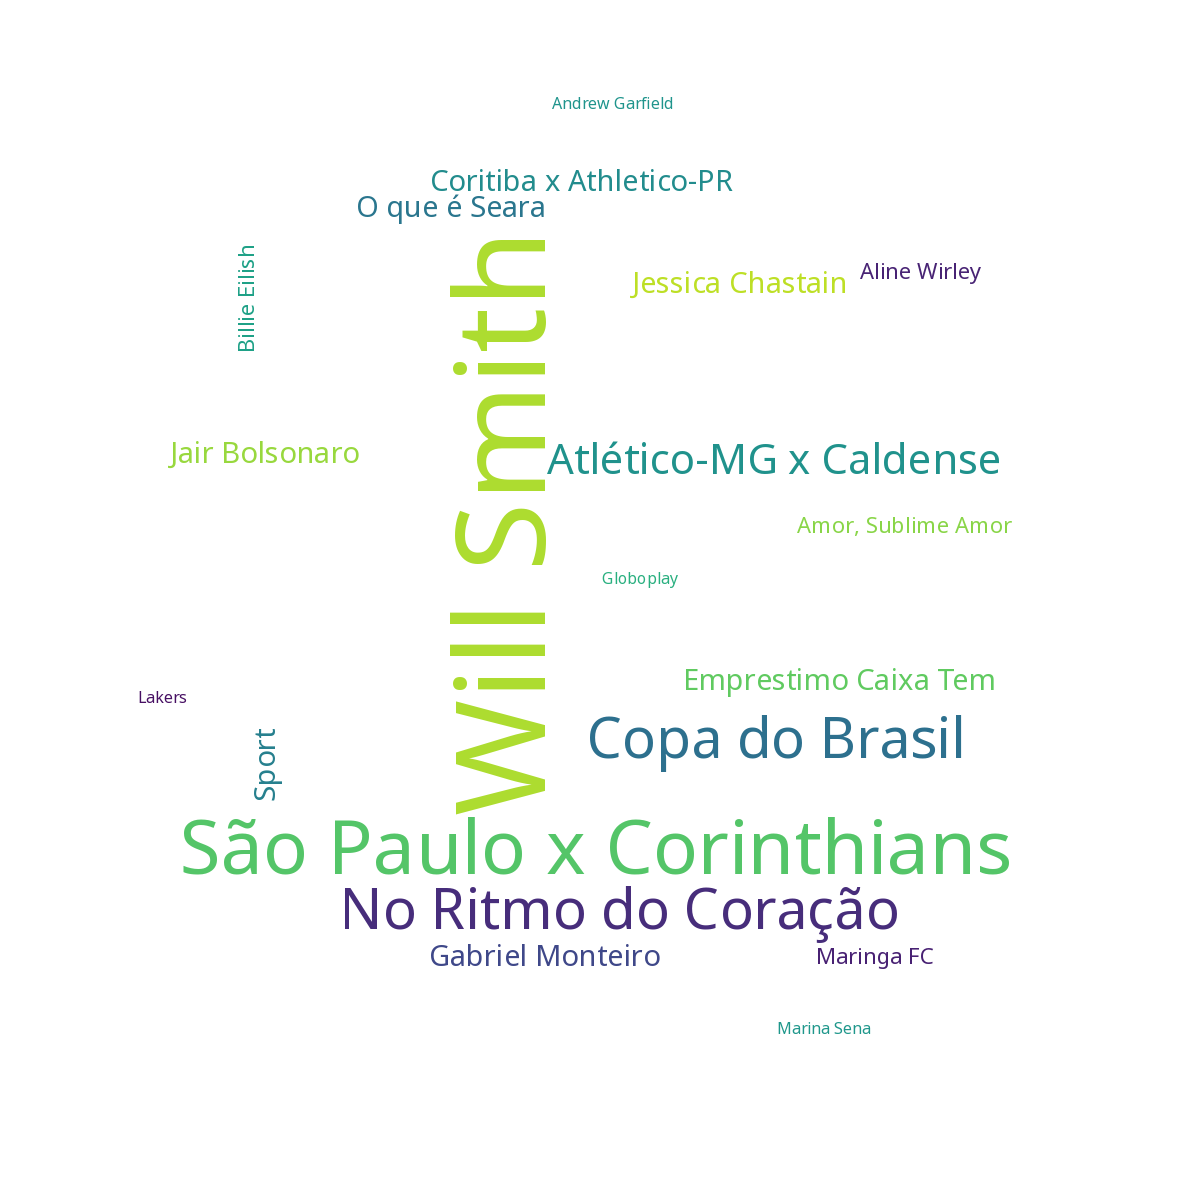 Andrew Garfield
Coritiba x Athletico-PR
O que é Seara
Billie Eilish
Will Smith
Jessica Chastain
Aline Wirley
Jair Bolsonaro
Atlético-MG x Caldense
Amor, Sublime Amor
Globoplay
Emprestimo Caixa Tem
Lakers
Sport
Copa do Brasil
São Paulo x Corinthians
No Ritmo do Coração
Gabriel Monteiro
Maringa FC
Marina Sena